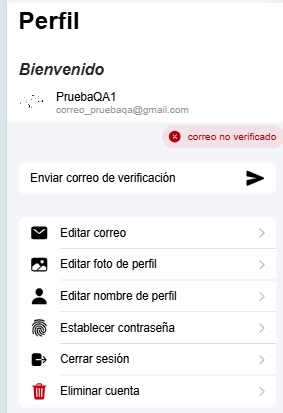 Perfil
Bienvenido
PruebaQA1
correo_pruebaqa@gmail.com
correo no verificado
Enviar correo de verificación
Editar correo
Editar foto de perfil
Editar nombre de perfil
Establecer contraseña
Cerrar sesión
Eliminar cuenta